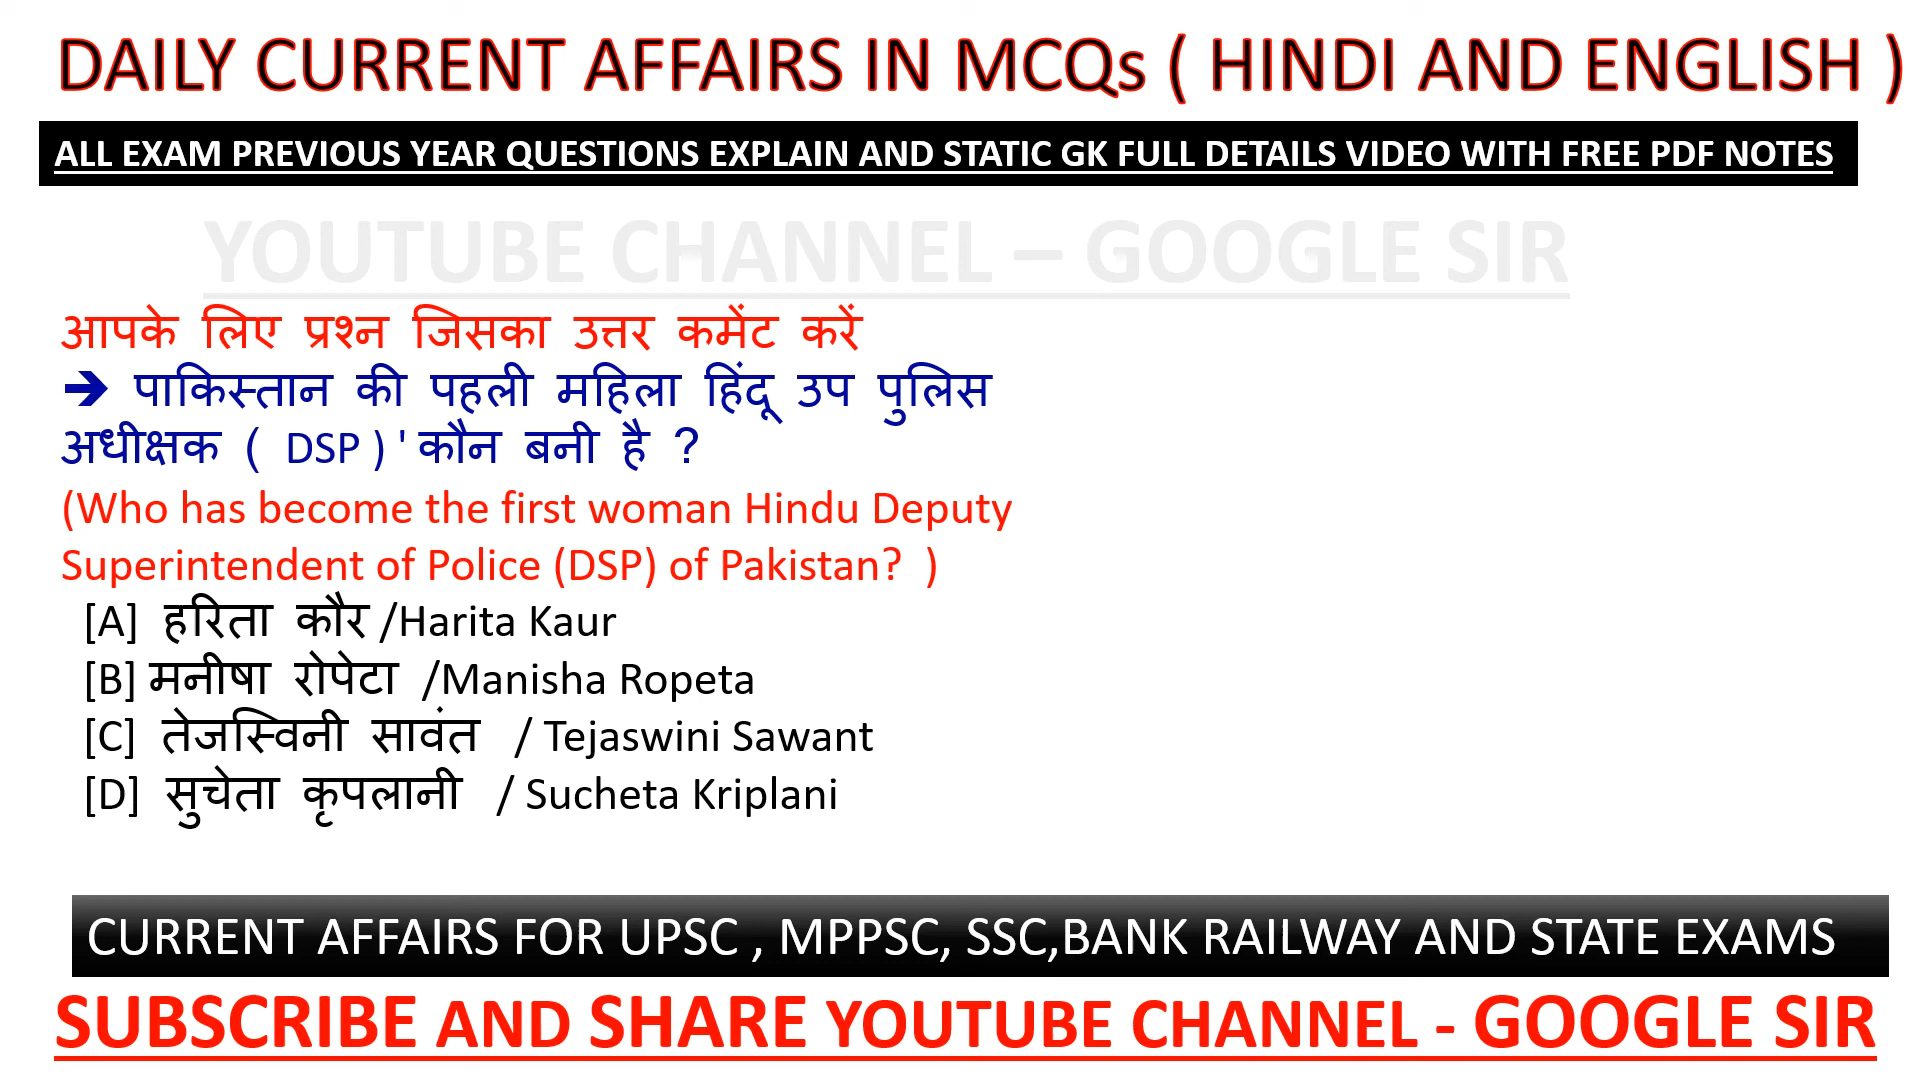 DAILY CURRENT AFFAIRS IN MCQs ( HINDI AND ENGLISH )
ALL EXAM PREVIOUS YEAR QUESTIONS EXPLAIN AND STATIC GK FULL DETAILS VIDEO WITH FREE PDF NOTES
YOUTUBE CHANNEL – GOOGLE SIR
आपके लिए प्रश्न जिसका उत्तर कमेंट करें
➔ पाकिस्तान की पहली महिला हिंदू उप पुलिस
अधीक्षक ( DSP ) ' कौन बनी है ?
(Who has become the first woman Hindu Deputy
Superintendent of Police (DSP) of Pakistan? )
[A] हरिता कौर /Harita Kaur
[B] मनीषा रोपेटा /Manisha Ropeta
[C] तेजस्विनी सावंत / Tejaswini Sawant
[D] सुचेता कृपलानी / Sucheta Kriplani
CURRENT AFFAIRS FOR UPSC , MPPSC, SSC,BANK RAILWAY AND STATE EXAMS
SUBSCRIBE AND SHARE YOUTUBE CHANNEL - GOOGLE SIR